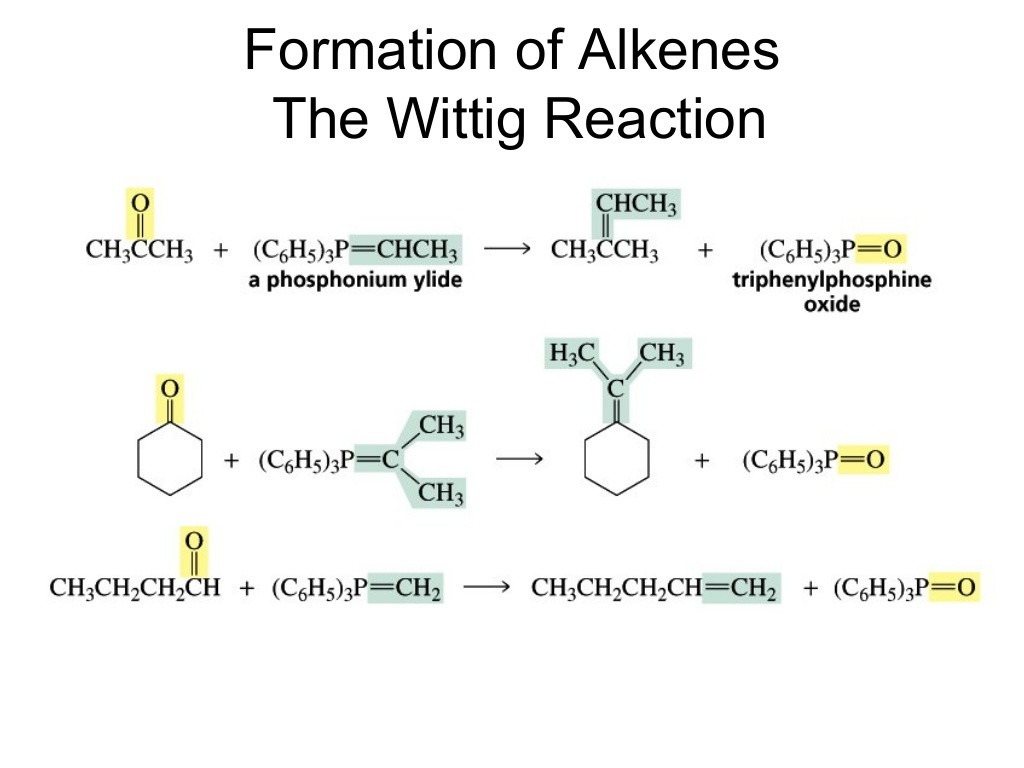 Formation of Alkenes
The Wittig Reaction
O
CHCH₃
CH₃CCH₃ + (C₆H₅)₃P=CHCH₃ ⟶ CH₃CCH₃ + (C₆H₅)₃P=O
a phosphonium ylide triphenylphosphine
oxide
H₃C CH₃
O C
CH₃
+ (C₆H₅)₃P=C ⟶ + (C₆H₅)₃P=O
CH₃
O
CH₃CH₂CH₂CH + (C₆H₅)₃P=CH₂ ⟶ CH₃CH₂CH₂CH=CH₂ + (C₆H₅)₃P=O